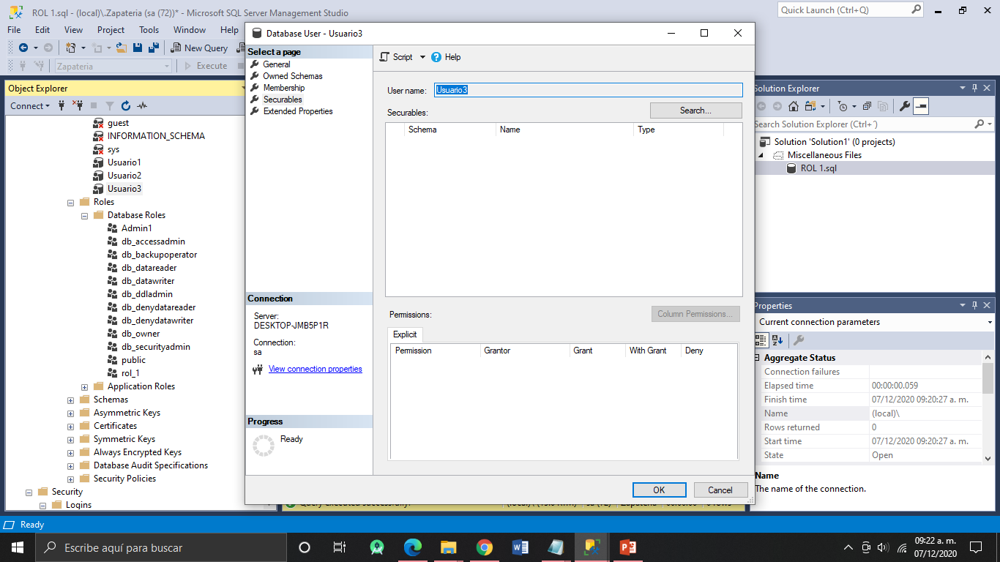 ROL 1.sql - (local)\.Zapateria (sa (72))* - Microsoft SQL Server Management Studio
Quick Launch (Ctrl+Q)
File Edit View Project Tools Window Help
New Query
Zapateria
Execute
Object Explorer
Connect
guest
INFORMATION_SCHEMA
sys
Usuario1
Usuario2
Usuario3
Roles
Database Roles
Admin1
db_accessadmin
db_backupoperator
db_datareader
db_datawriter
db_ddladmin
db_denydatareader
db_denydatawriter
db_owner
db_securityadmin
public
rol_1
Application Roles
Schemas
Asymmetric Keys
Certificates
Symmetric Keys
Always Encrypted Keys
Database Audit Specifications
Security Policies
Security
Logins
Database User - Usuario3
Select a page
General
Owned Schemas
Membership
Securables
Extended Properties
Connection
Server:
DESKTOP-JMB5P1R
Connection:
sa
View connection properties
Progress
Ready
Script
Help
User name: Usuario3
Securables:
Search...
Schema Name Type
Permissions:
Column Permissions...
Explicit
Permission Grantor Grant With Grant Deny
OK
Cancel
Solution Explorer
Search Solution Explorer (Ctrl+´)
Solution 'Solution1' (0 projects)
Miscellaneous Files
ROL 1.sql
Properties
Current connection parameters
Aggregate Status
Connection failures
Elapsed time 00:00:00.059
Finish time 07/12/2020 09:20:27 a. m.
Name (local)\
Rows returned 0
Start time 07/12/2020 09:20:27 a. m.
State Open
Name
The name of the connection.
Query executed successfully.
Ready
Escribe aquí para buscar
09:22 a. m.
07/12/2020